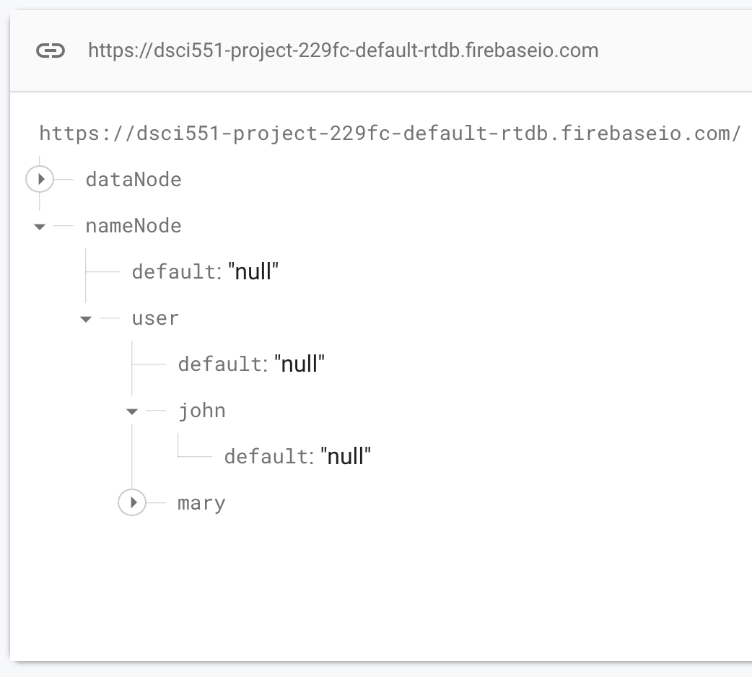 https://dsci551-project-229fc-default-rtdb.firebaseio.com
https://dsci551-project-229fc-default-rtdb.firebaseio.com/
dataNode
nameNode
default: "null"
user
default: "null"
john
default: "null"
mary